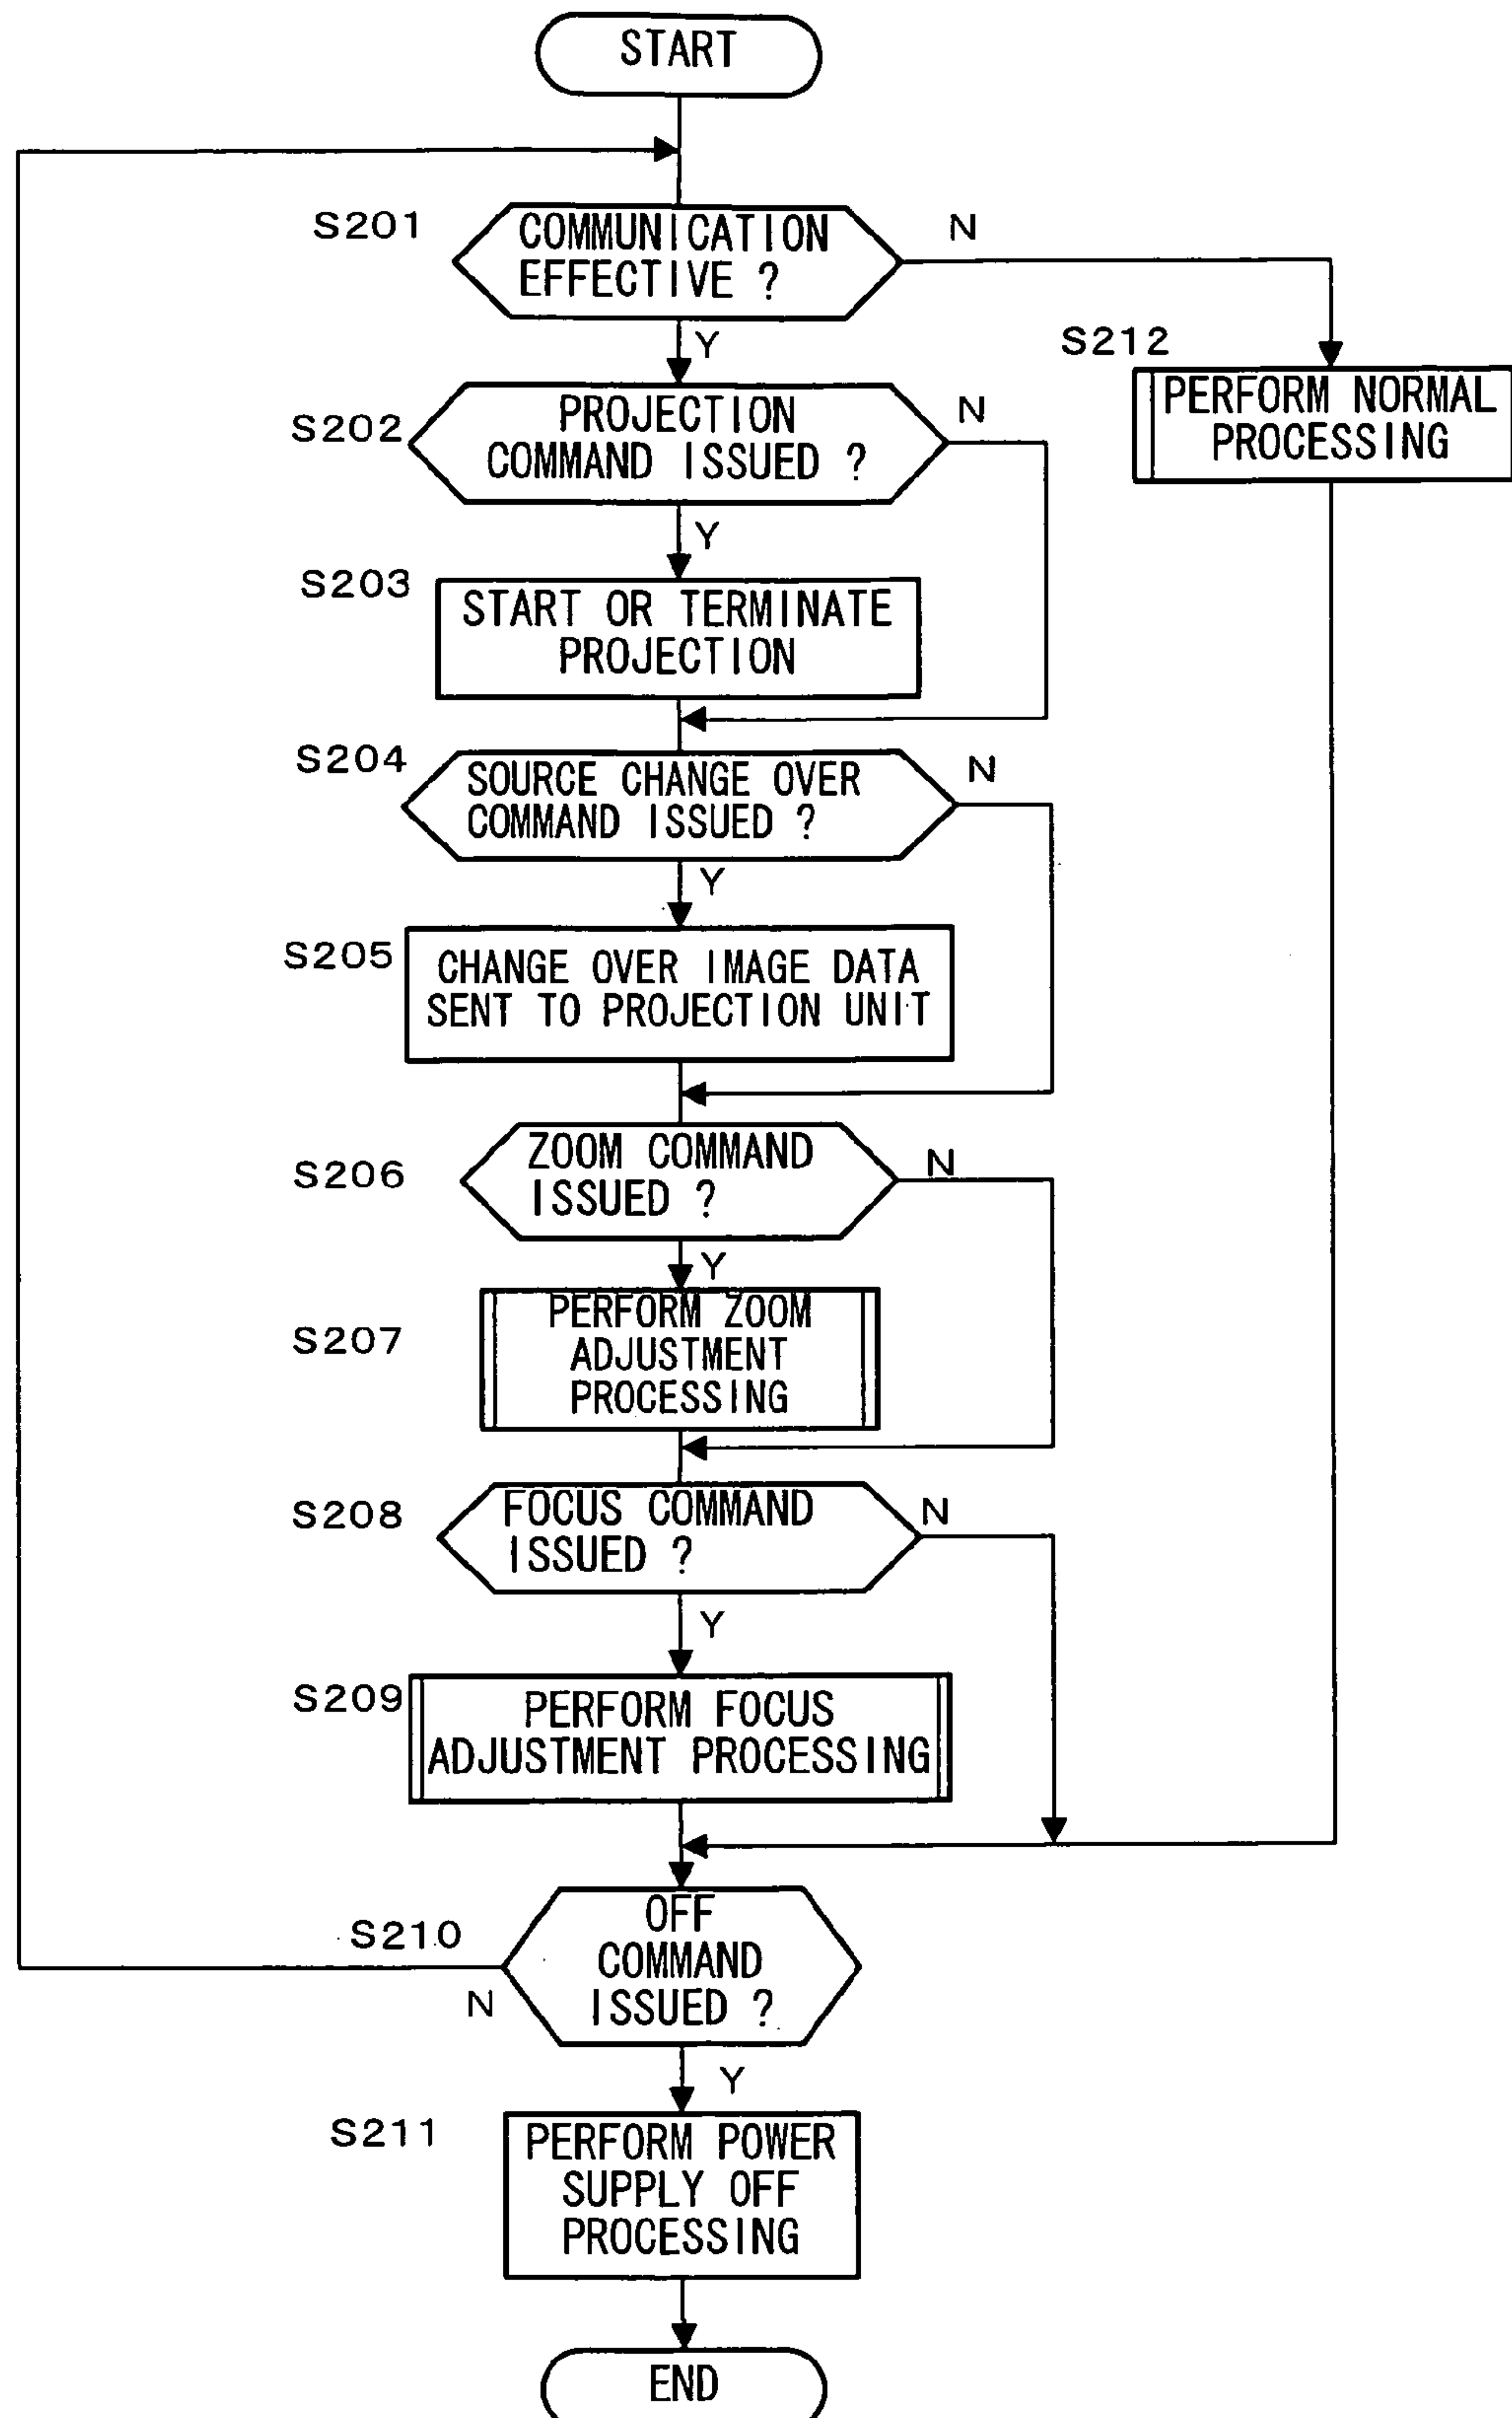 START
S201
COMMUNICATION
EFFECTIVE ?
N
Y
S212
PERFORM NORMAL
PROCESSING
S202
PROJECTION
COMMAND ISSUED ?
N
Y
S203
START OR TERMINATE
PROJECTION
S204
SOURCE CHANGE OVER
COMMAND ISSUED ?
N
Y
S205
CHANGE OVER IMAGE DATA
SENT TO PROJECTION UNIT
S206
ZOOM COMMAND
ISSUED ?
N
Y
S207
PERFORM ZOOM
ADJUSTMENT
PROCESSING
S208
FOCUS COMMAND
ISSUED ?
N
Y
S209
PERFORM FOCUS
ADJUSTMENT PROCESSING
S210
OFF
COMMAND
ISSUED ?
N
Y
S211
PERFORM POWER
SUPPLY OFF
PROCESSING
END